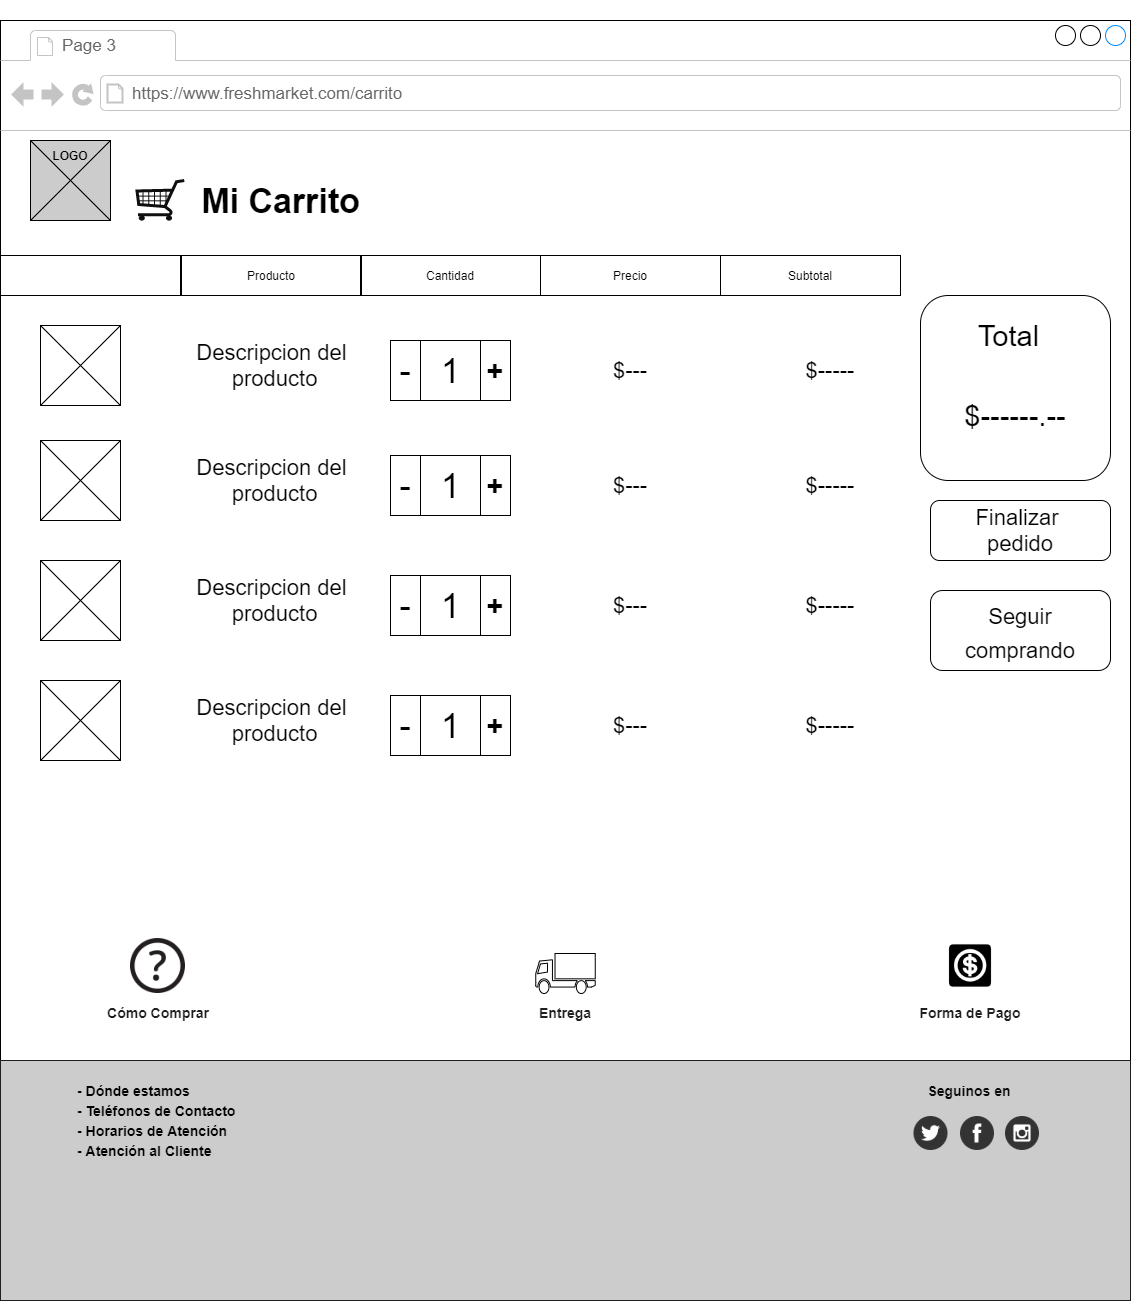 Page 3
https://www.freshmarket.com/carrito
LOGO
Mi Carrito
Producto Cantidad Precio Subtotal
Descripcion del
producto
- 1 +
$---
$-----
Total
$------.--
Descripcion del
producto
- 1 +
$---
$-----
Finalizar
pedido
Descripcion del
producto
- 1 +
$---
$-----
Seguir
comprando
Descripcion del
producto
- 1 +
$---
$-----
?
$
Cómo Comprar
Entrega
Forma de Pago
- Dónde estamos
- Teléfonos de Contacto
- Horarios de Atención
- Atención al Cliente
Seguinos en